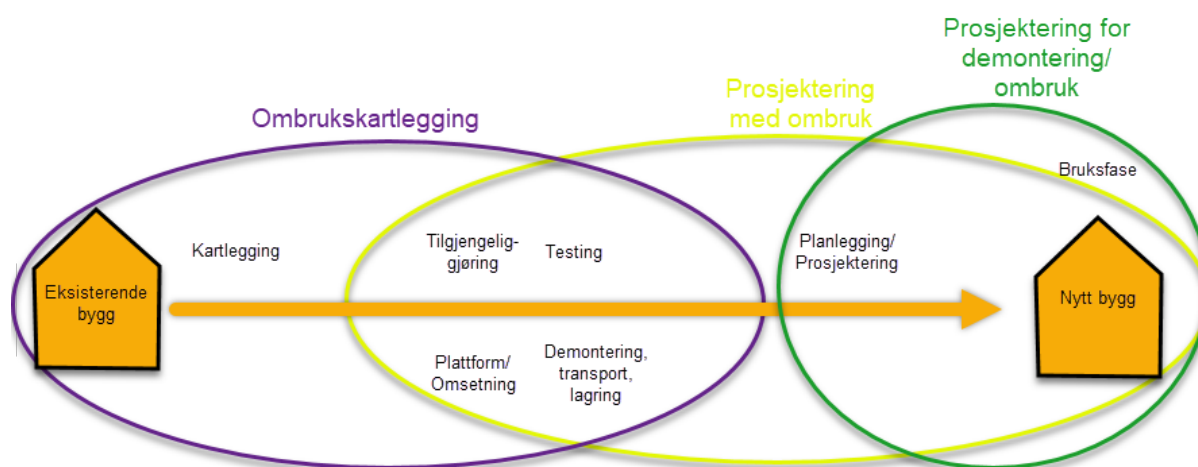 Prosjektering for
demontering/
ombruk
Prosjektering
med ombruk
Ombrukskartlegging
Bruksfase
Kartlegging
Tilgjengelig-
gjøring
Testing
Planlegging/
Prosjektering
Eksisterende
bygg
Nytt bygg
Plattform/
Omsetning
Demontering,
transport,
lagring